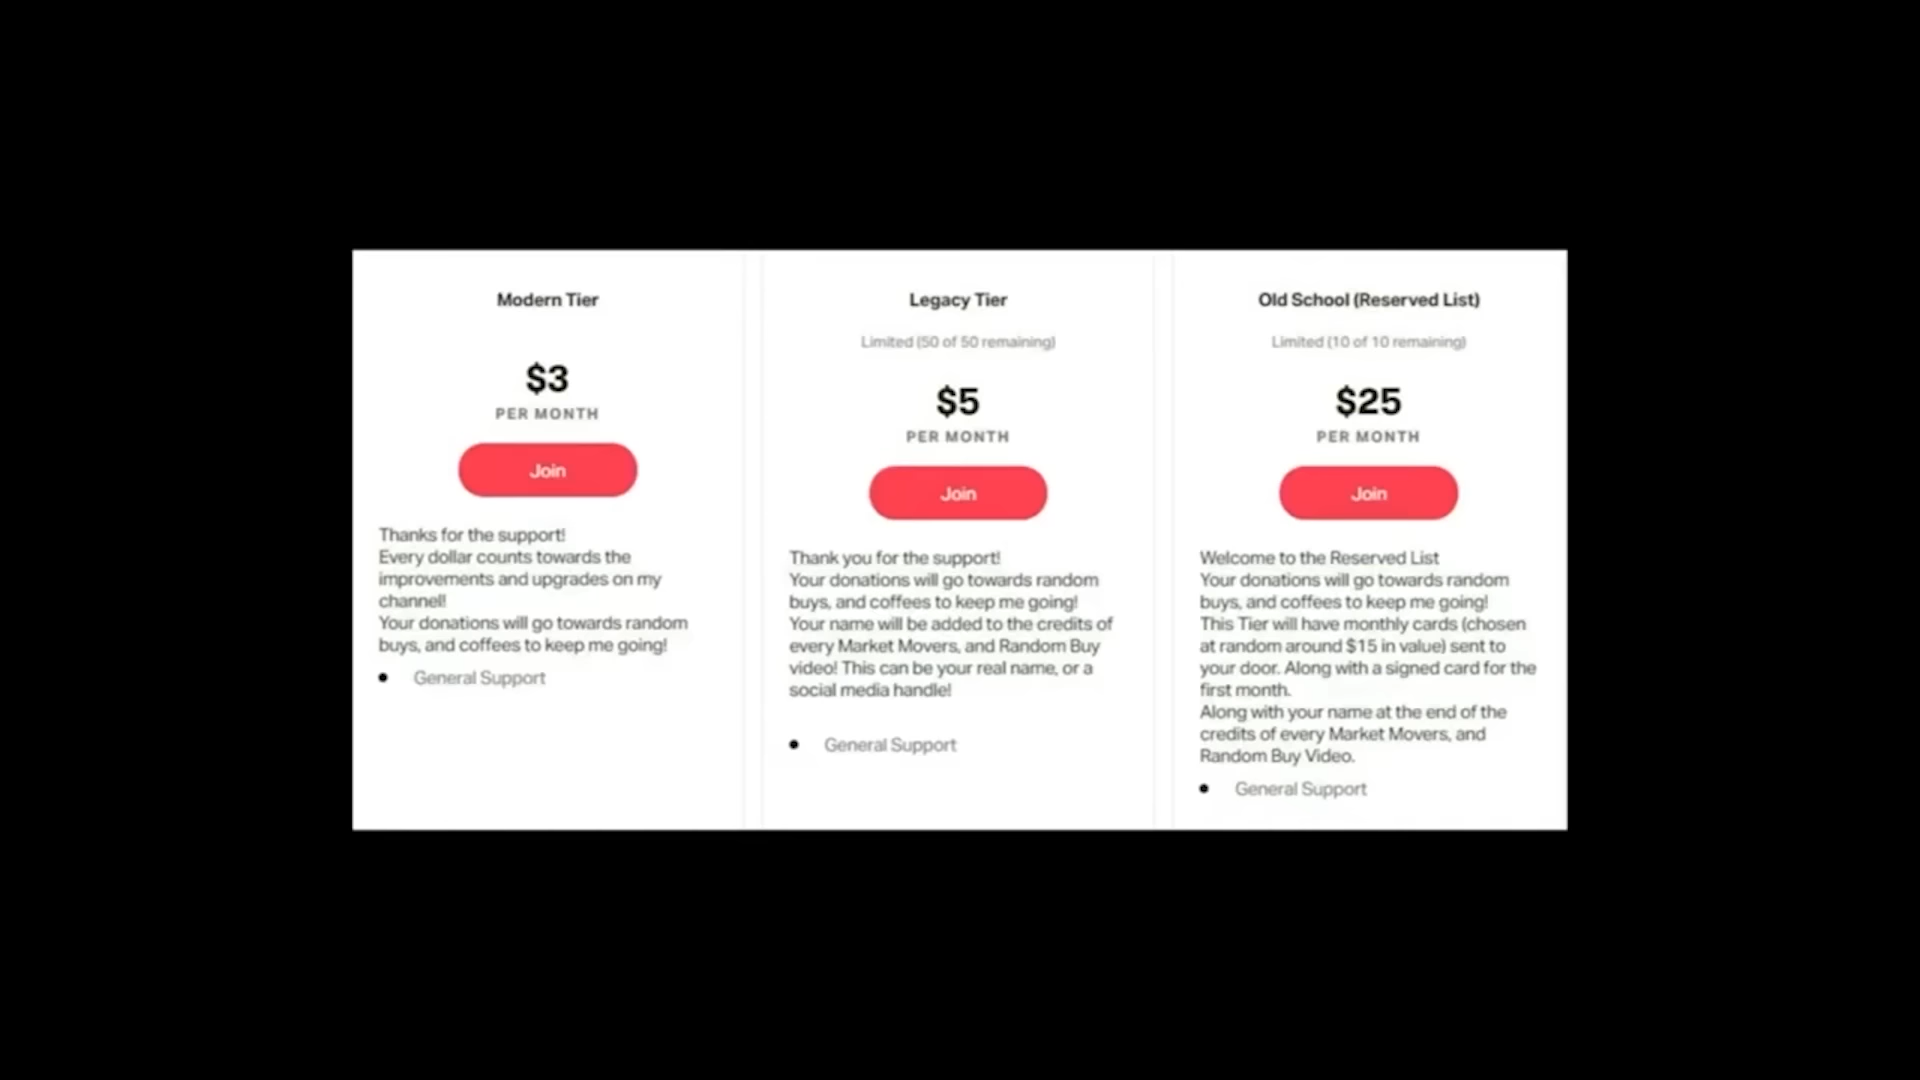 Modern Tier
$3
PER MONTH
Join
Thanks for the support!
Every dollar counts towards the
improvements and upgrades on my
channel!
Your donations will go towards random
buys, and coffees to keep me going!
General Support
Legacy Tier
Limited (50 of 50 remaining)
$5
PER MONTH
Join
Thank you for the support!
Your donations will go towards random
buys, and coffees to keep me going!
Your name will be added to the credits of
every Market Movers, and Random Buy
video! This can be your real name, or a
social media handle!
General Support
Old School (Reserved List)
Limited (10 of 10 remaining)
$25
PER MONTH
Join
Welcome to the Reserved List
Your donations will go towards random
buys, and coffees to keep me going!
This Tier will have monthly cards (chosen
at random around $15 in value) sent to
your door. Along with a signed card for the
first month.
Along with your name at the end of the
credits of every Market Movers, and
Random Buy Video.
General Support